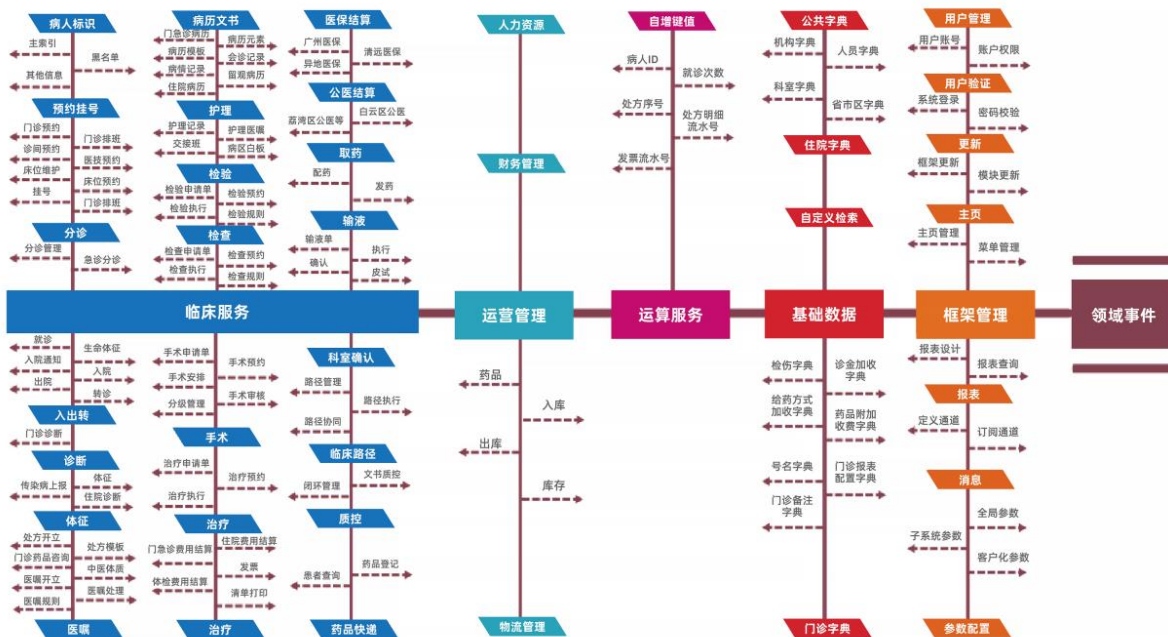 病人标识
主索引
黑名单
其他信息
预约挂号
门诊预约
门诊排班
诊间预约
医技预约
床位维护
床位预约
挂号
门诊排班
分诊
分诊管理
急诊分诊
病历文书
门急诊病历
病历元素
病历模板
会诊记录
病情记录
留观病历
住院病历
护理
护理记录
护理医嘱
交接班
病区白板
检验
检验申请单
检验预约
检验执行
检验规则
检查
检查申请单
检查预约
检查执行
检查规则
医保结算
广州医保
清远医保
异地医保
公医结算
白云区公医
荔湾区公医等
取药
配药
发药
输液
输液单
执行
确认
皮试
人力资源
财务管理
自增键值
病人ID
就诊次数
处方序号
处方明细
流水号
发票流水号
公共字典
机构字典
人员字典
科室字典
省市区字典
住院字典
自定义检索
用户管理
用户账号
账户权限
用户验证
系统登录
密码校验
更新
框架更新
模块更新
主页
主页管理
菜单管理
临床服务
运营管理
运算服务
基础数据
框架管理
领域事件
就诊
生命体征
入院通知
入院
出院
转诊
入出转
门诊诊断
诊断
体征
传染病上报
住院诊断
体征
处方开立
处方模板
门诊药品咨询
中医体质
医嘱开立
医嘱处理
医嘱规则
医嘱
手术申请单
手术预约
手术安排
手术审核
分级管理
手术
治疗申请单
治疗预约
治疗执行
治疗
住院费用结算
门急诊费用结算
发票
体检费用结算
清单打印
治疗
科室确认
路径管理
路径执行
路径协同
临床路径
文书质控
闭环管理
质控
药品登记
患者查询
药品快递
药品
入库
出库
库存
物流管理
检伤字典
诊金加收
字典
给药方式
加收字典
药品附加
收费字典
号名字典
门诊报表
配置字典
门诊备注
字典
门诊字典
报表设计
报表查询
报表
定义通道
订阅通道
消息
全局参数
子系统参数
客户化参数
参数配置